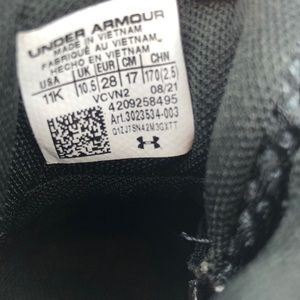 UNDER ARMOUR
MADE IN VIETNAM
FABRIQUÉ AU VIETNAM
HECHO EN VIETNAM
US UK EUR CM CHN
11K 10.5 28 17 170(2.5)
VCVN2 08/21
4209258495
Art.3023534-003